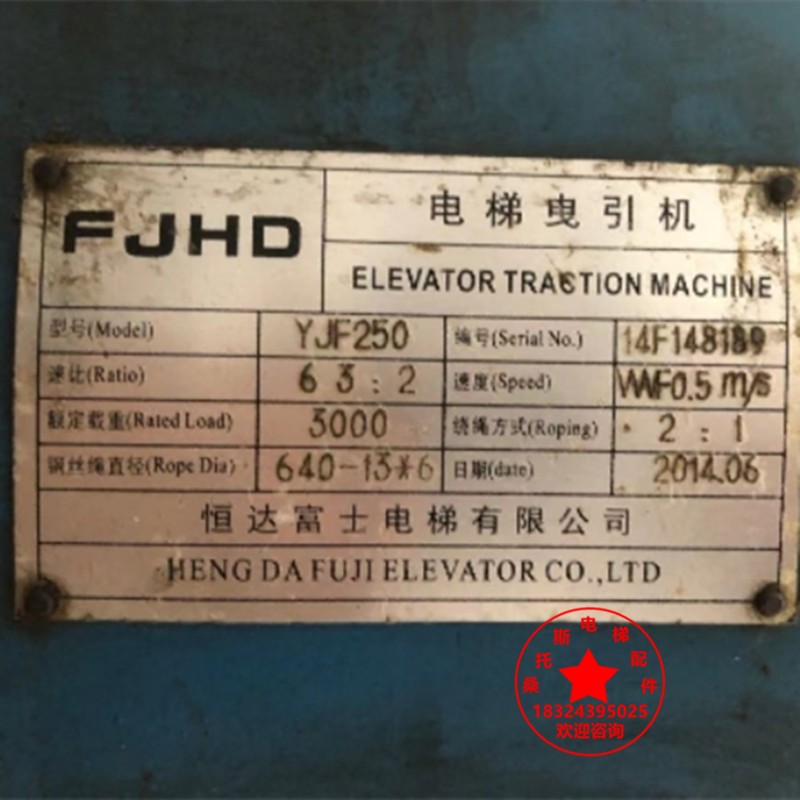 FJHD
电梯曳引机
ELEVATOR TRACTION MACHINE
型号(Model) YJF250 编号(Serial No.) 14F148189
速比(Ratio) 63:2 速度(Speed) VVVF0.5 m/s
额定载重(Rated Load) 3000 绕绳方式(Roping) 2:1
钢丝绳直径(Rope Dia) 640-13*6 日期(date) 2014.06
恒达富士电梯有限公司
HENG DA FUJI ELEVATOR CO.,LTD
桑托斯电梯配件
18324395025
欢迎咨询